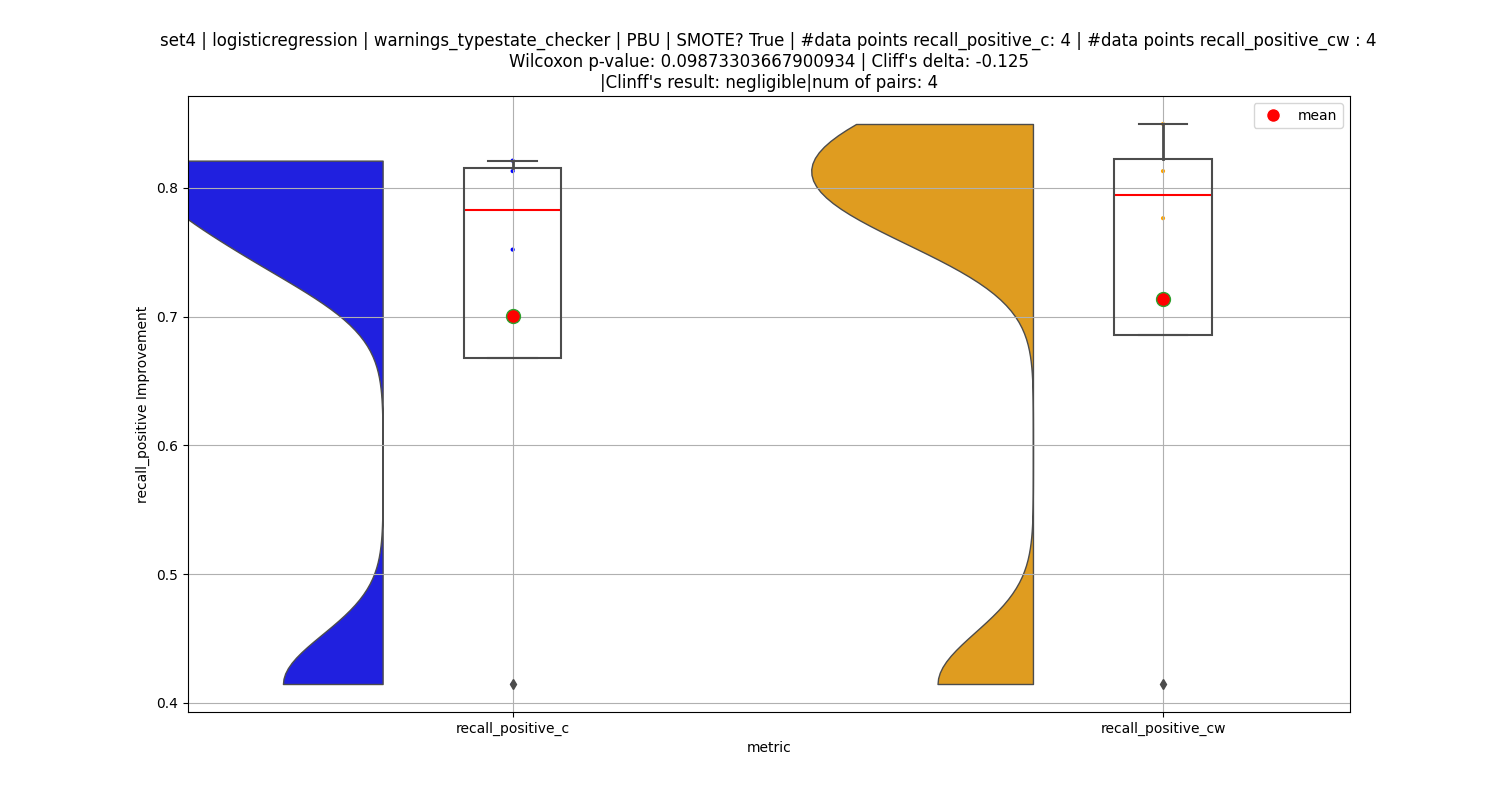 set4 | logisticregression | warnings_typestate_checker | PBU | SMOTE? True | #data points recall_positive_c: 4 | #data points recall_positive_cw : 4
Wilcoxon p-value: 0.09873303667900934 | Cliff's delta: -0.125
|Clinff's result: negligible|num of pairs: 4
mean
0.8
0.7
0.6
0.5
0.4
recall_positive Improvement
recall_positive_c
recall_positive_cw
metric